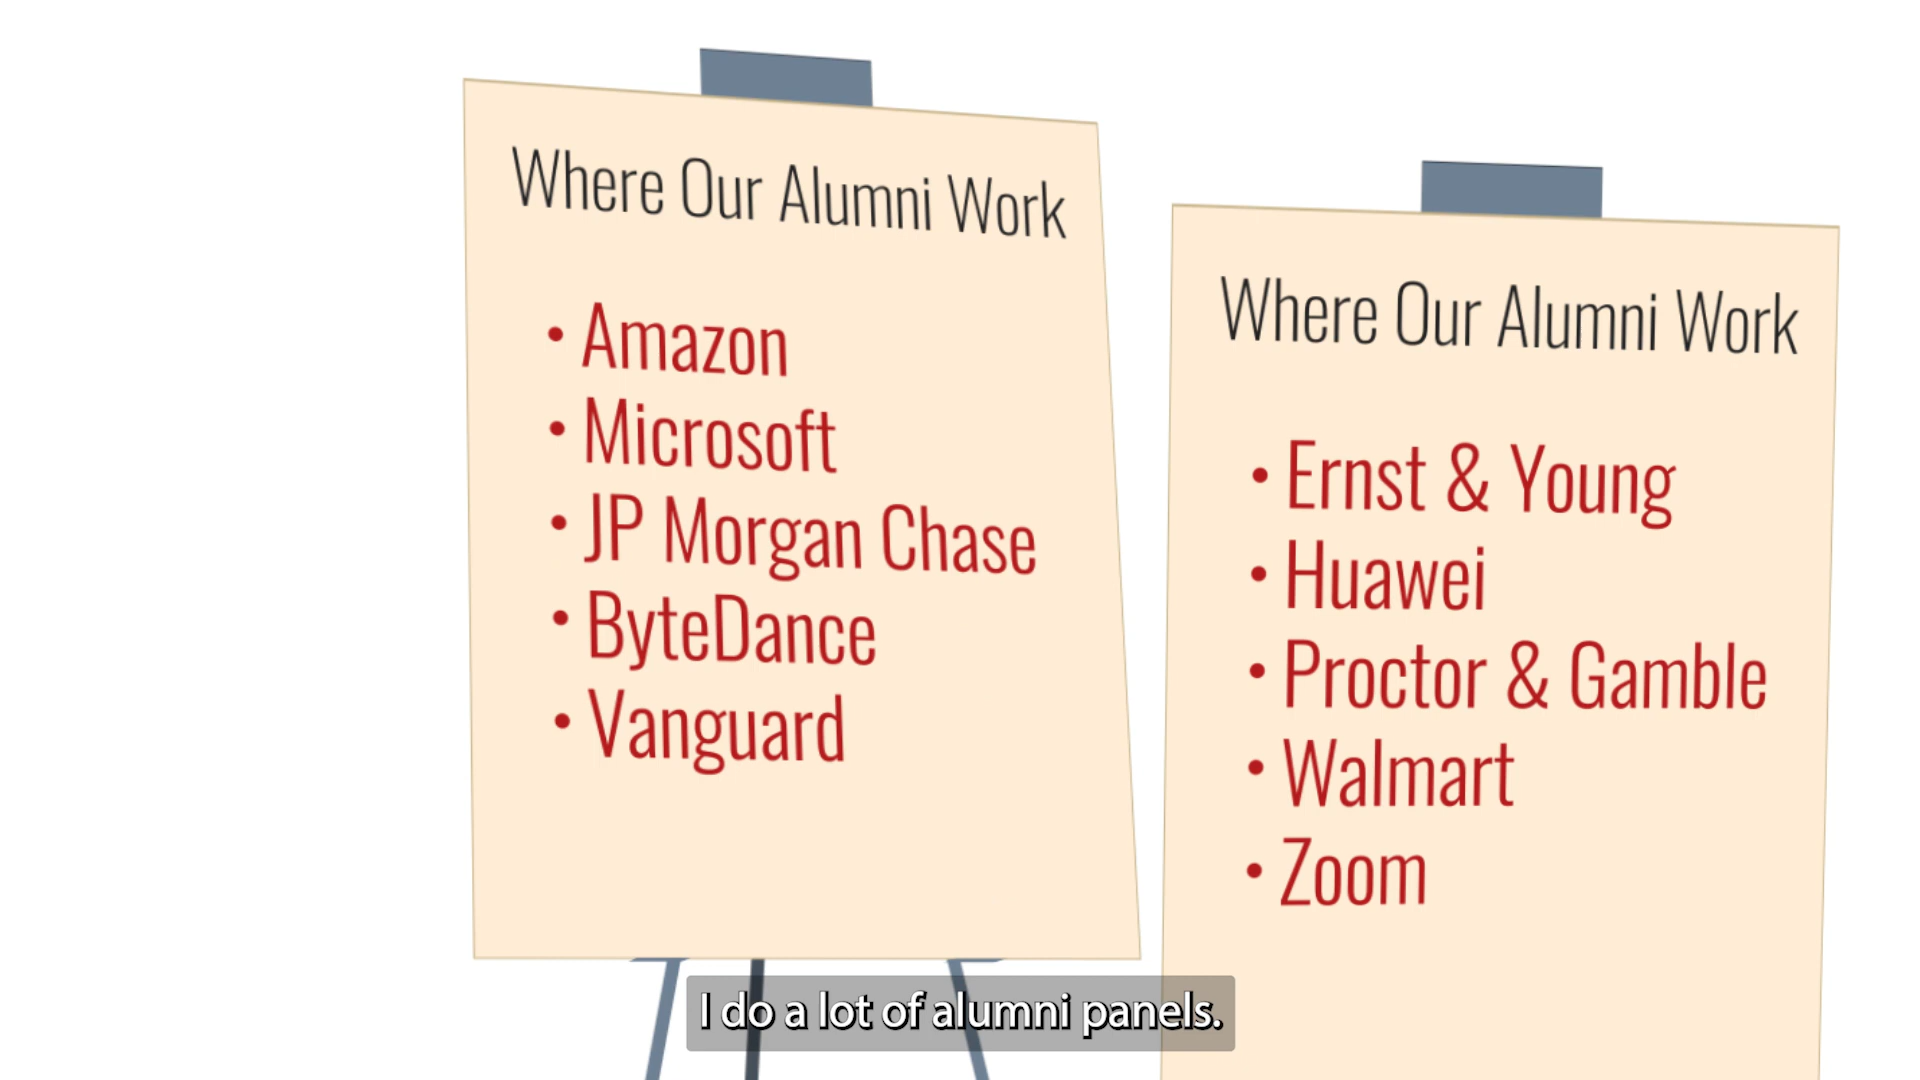 Where Our Alumni Work
• Amazon
• Microsoft
• JP Morgan Chase
• ByteDance
• Vanguard
Where Our Alumni Work
• Ernst & Young
• Huawei
• Proctor & Gamble
• Walmart
• Zoom
I do a lot of alumni panels.